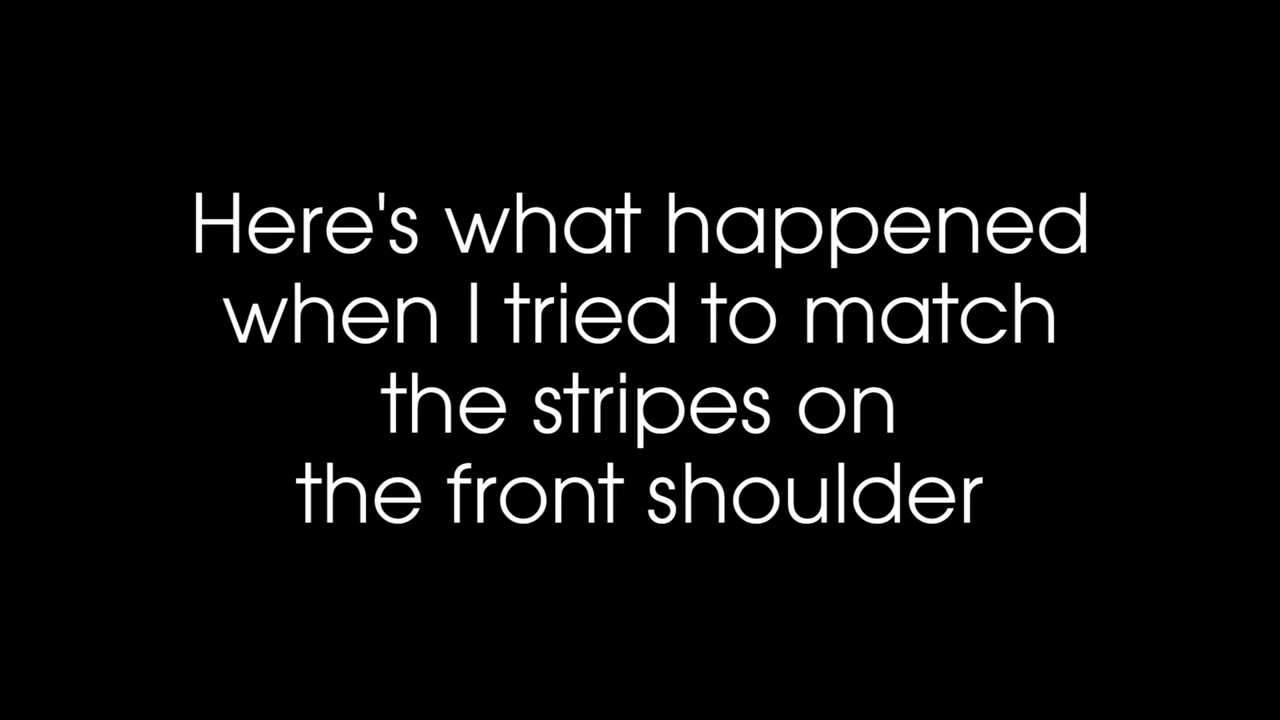 Here's what happened
when I tried to match
the stripes on
the front shoulder